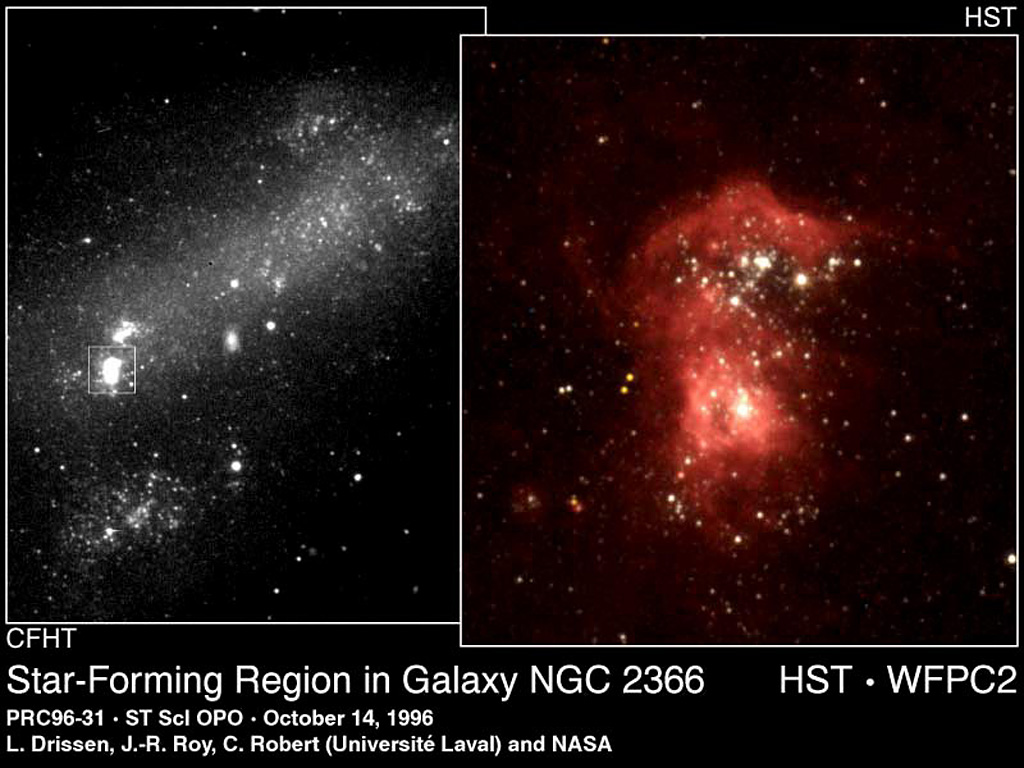 HST
CFHT
Star-Forming Region in Galaxy NGC 2366 HST • WFPC2
PRC96-31 • ST ScI OPO • October 14, 1996
L. Drissen, J.-R. Roy, C. Robert (Université Laval) and NASA